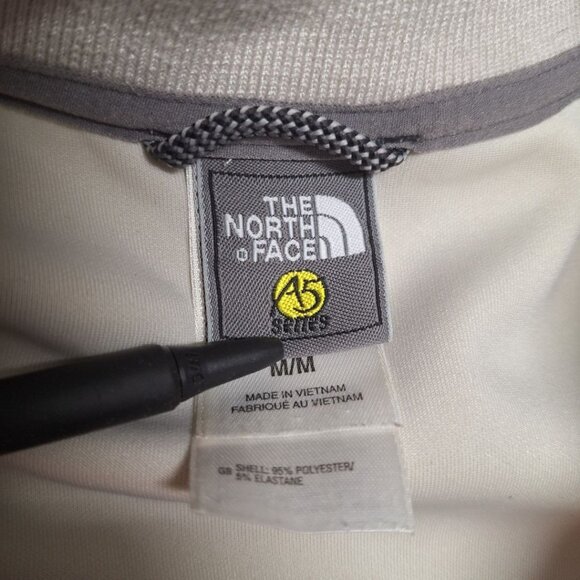 THE
NORTH
FACE
A5
series
M/M
MADE IN VIETNAM
FABRIQUÉ AU VIETNAM
GB SHELL: 95% POLYESTER/
5% ELASTANE